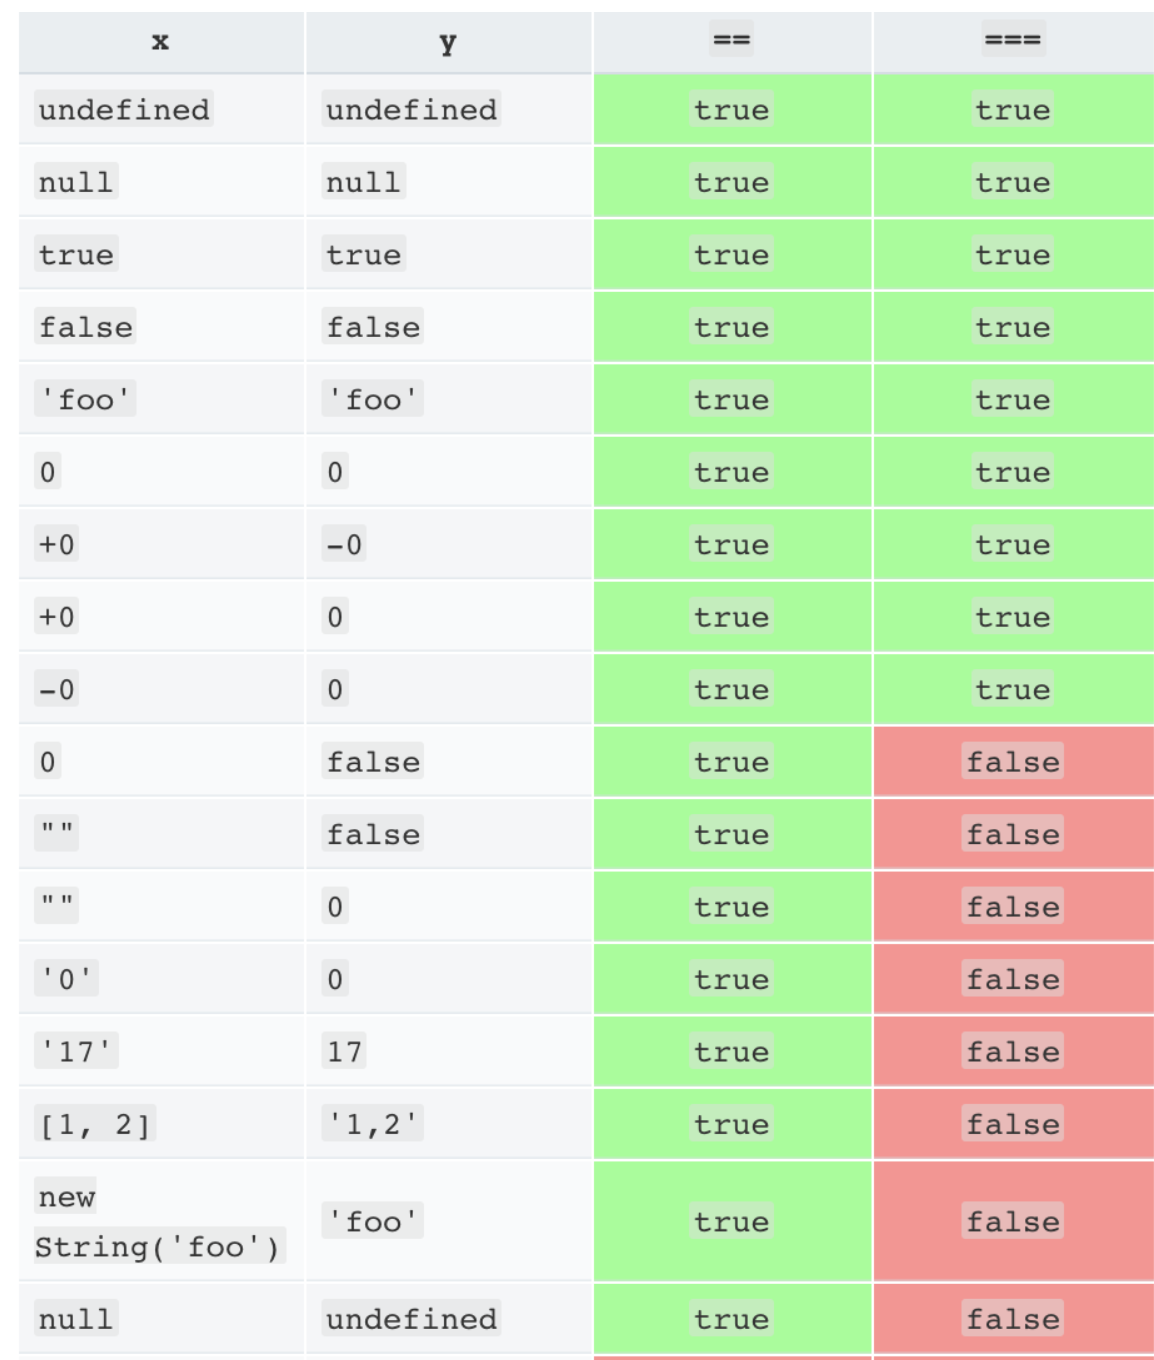 x y == ===
undefined undefined true true
null null true true
true true true true
false false true true
'foo' 'foo' true true
0 0 true true
+0 -0 true true
+0 0 true true
-0 0 true true
0 false true false
"" false true false
"" 0 true false
'0' 0 true false
'17' 17 true false
[1, 2] '1,2' true false
new
String('foo') 'foo' true false
null undefined true false